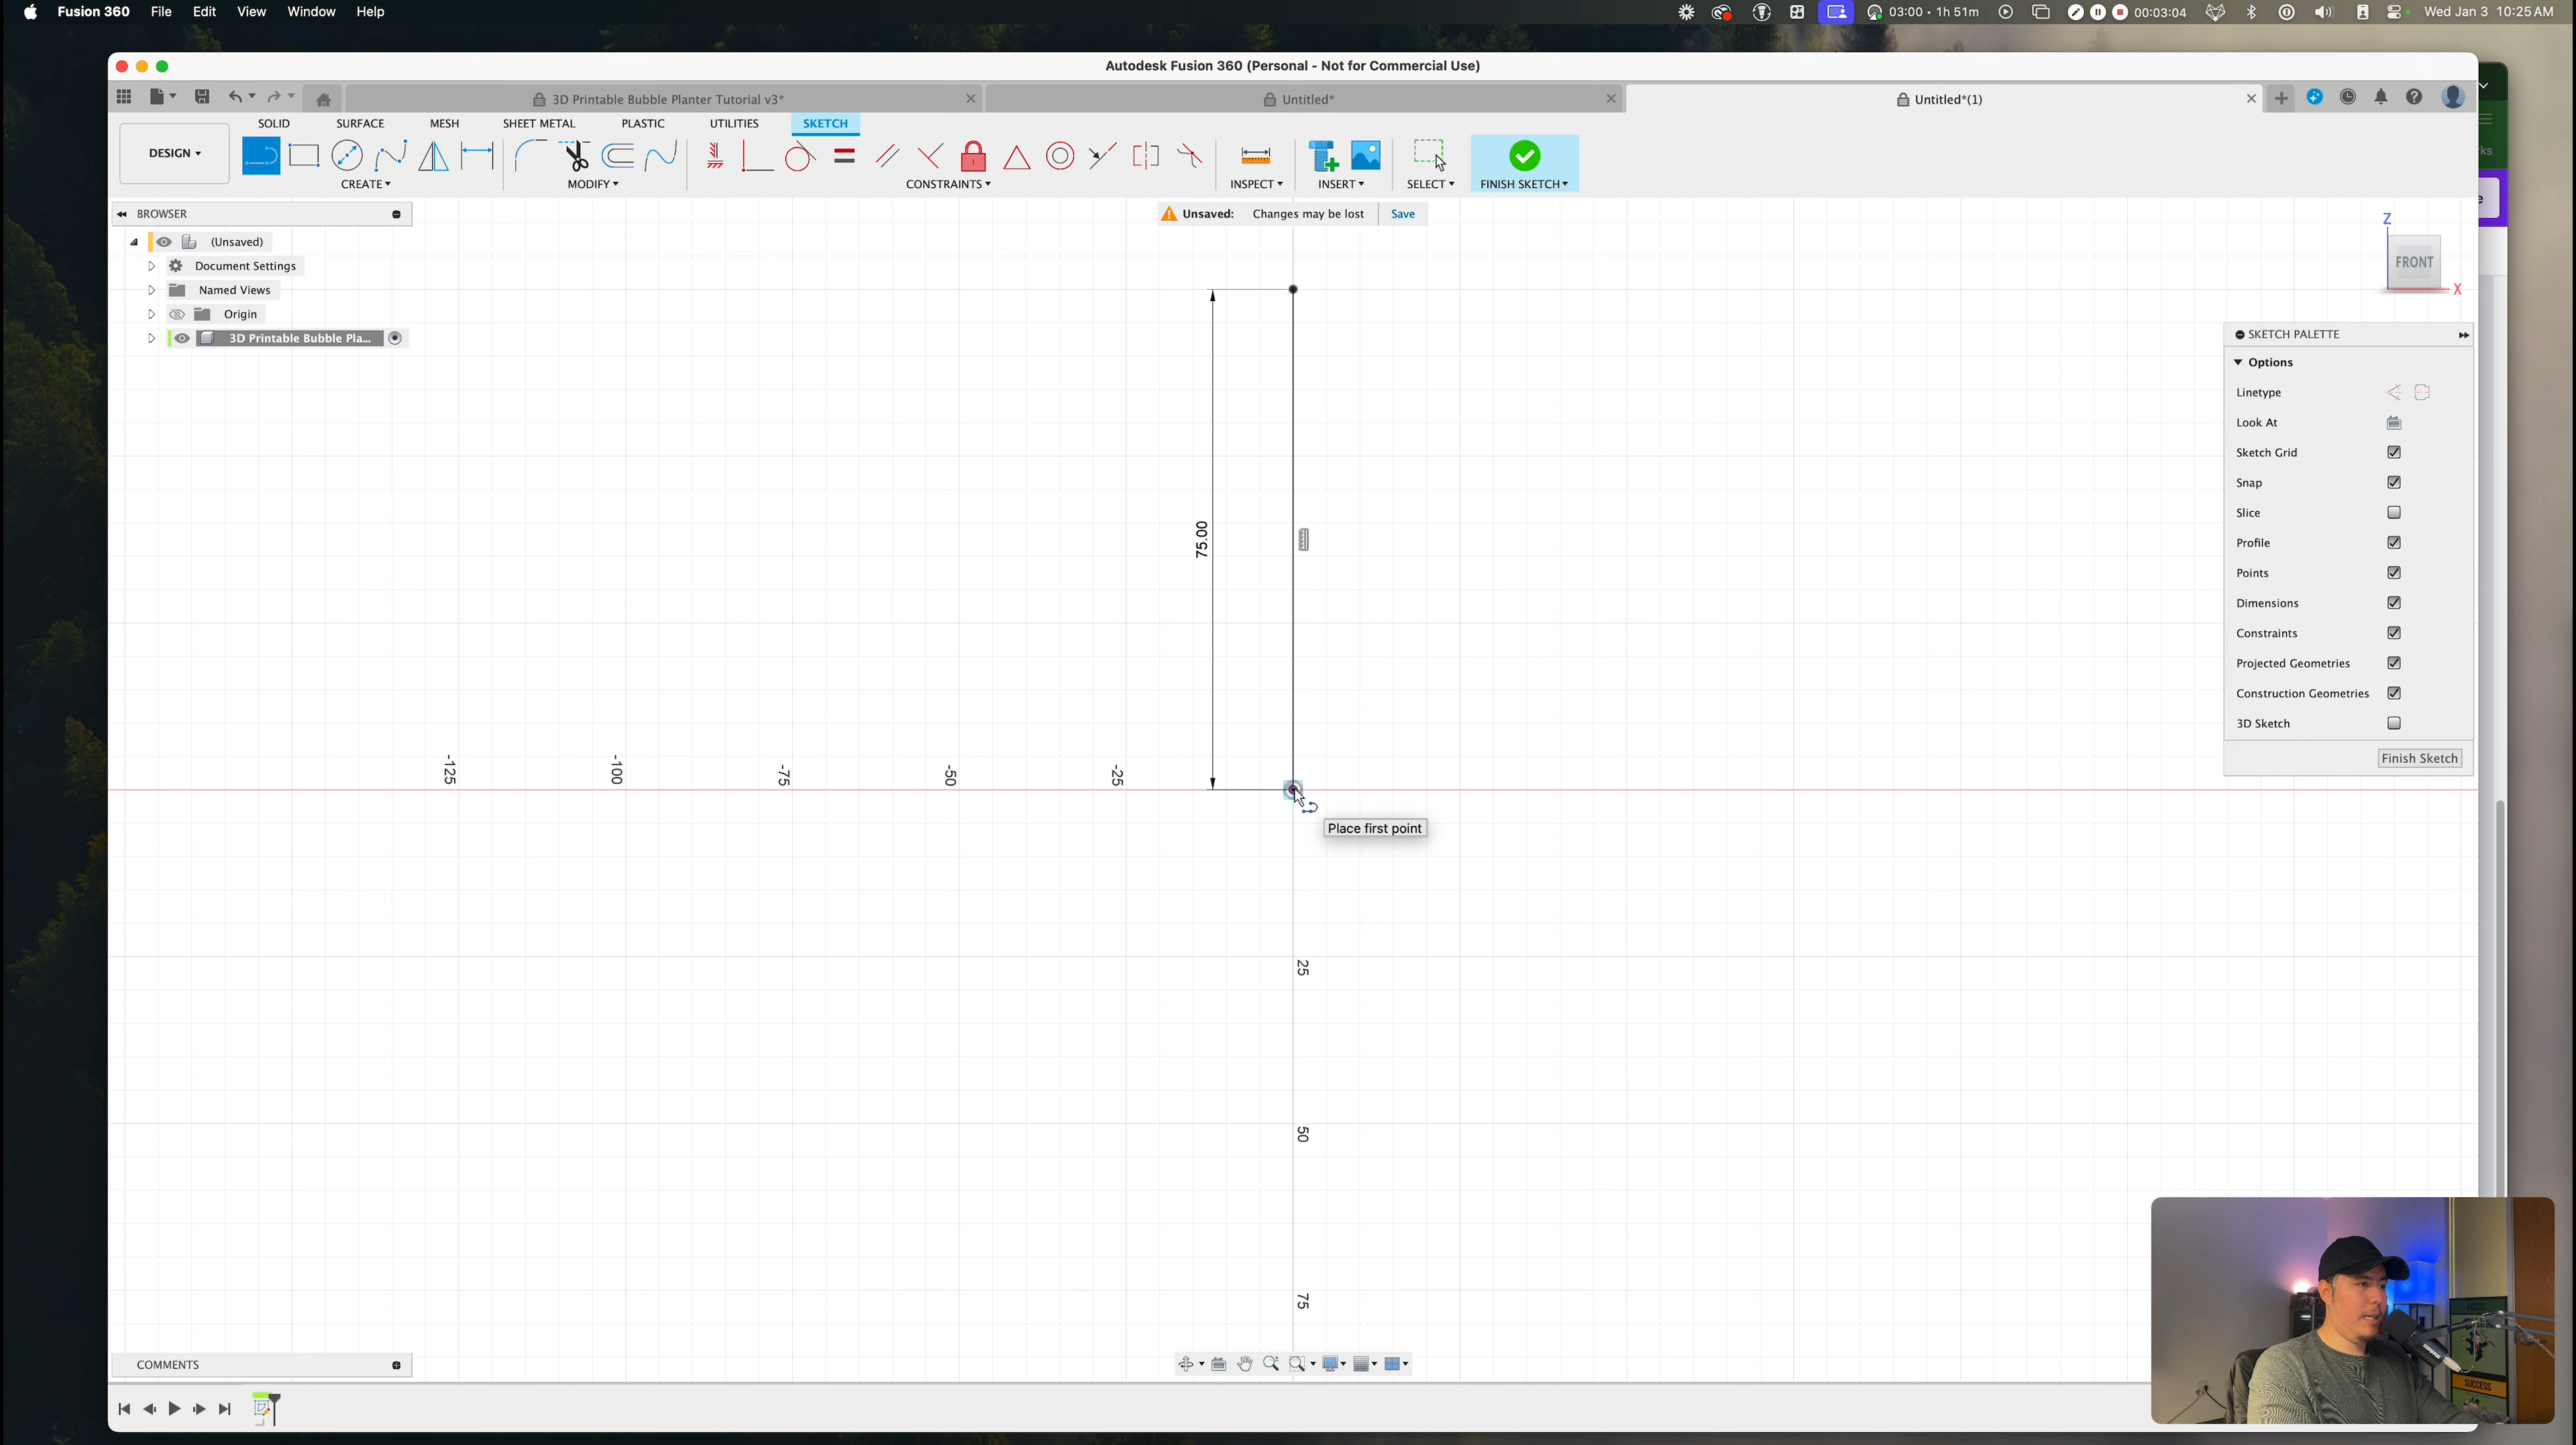 Fusion 360 File Edit View Window Help
03:00 • 1h 51m 00:03:04 Wed Jan 3 10:25 AM
Autodesk Fusion 360 (Personal - Not for Commercial Use)
3D Printable Bubble Planter Tutorial v3* Untitled* Untitled*(1)
SOLID SURFACE MESH SHEET METAL PLASTIC UTILITIES SKETCH
DESIGN
CREATE MODIFY CONSTRAINTS INSPECT INSERT SELECT FINISH SKETCH
BROWSER
Unsaved: Changes may be lost Save
(Unsaved)
Document Settings
Named Views
Origin
3D Printable Bubble Pla...
Z
FRONT
X
SKETCH PALETTE
Options
Linetype
Look At
Sketch Grid
Snap
Slice
Profile
Points
Dimensions
Constraints
Projected Geometries
Construction Geometries
3D Sketch
Finish Sketch
75.00
-125 -100 -75 -50 -25
Place first point
25
50
75
COMMENTS
FOCUS
SUCCESS